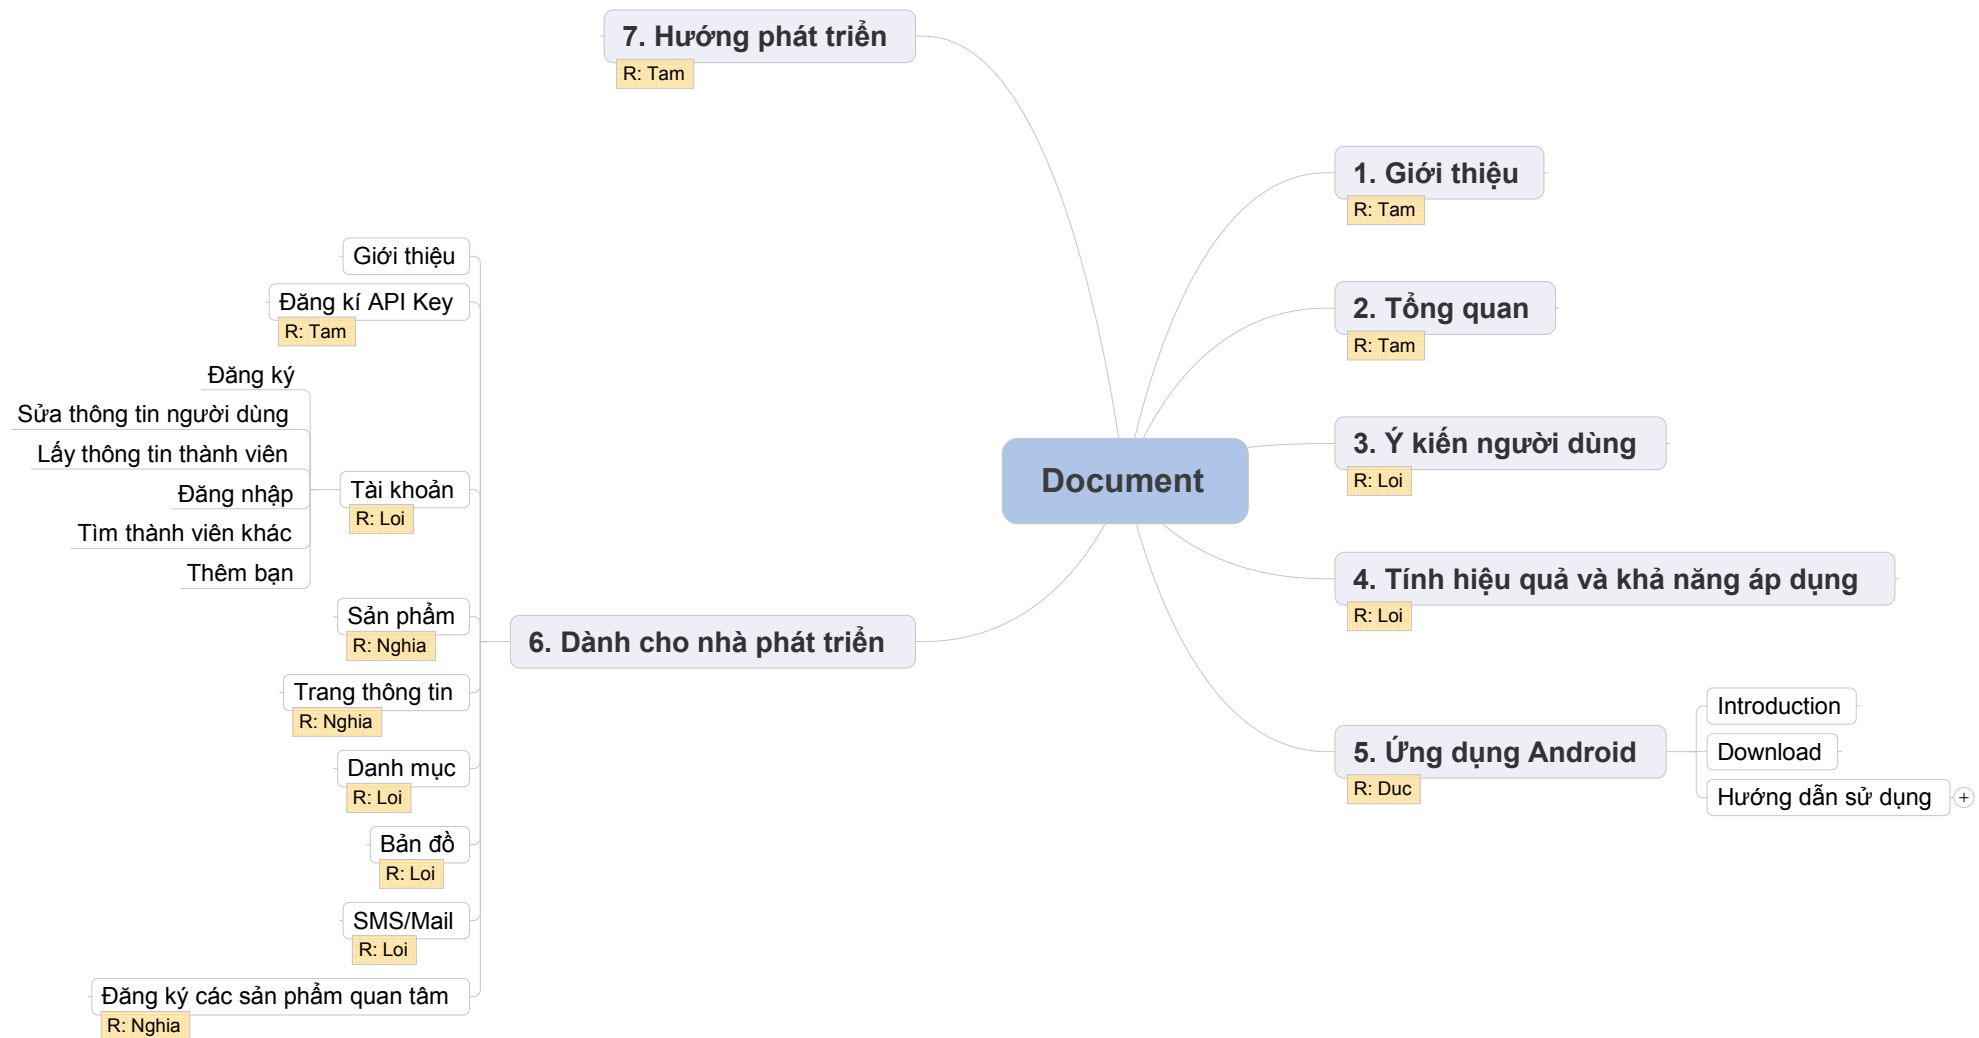 7. Hướng phát triển
R: Tam
1. Giới thiệu
R: Tam
2. Tổng quan
R: Tam
3. Ý kiến người dùng
R: Loi
4. Tính hiệu quả và khả năng áp dụng
R: Loi
5. Ứng dụng Android
R: Duc
Introduction
Download
Hướng dẫn sử dụng
Document
6. Dành cho nhà phát triển
Giới thiệu
Đăng kí API Key
R: Tam
Tài khoản
R: Loi
Đăng ký
Sửa thông tin người dùng
Lấy thông tin thành viên
Đăng nhập
Tìm thành viên khác
Thêm bạn
Sản phẩm
R: Nghia
Trang thông tin
R: Nghia
Danh mục
R: Loi
Bản đồ
R: Loi
SMS/Mail
R: Loi
Đăng ký các sản phẩm quan tâm
R: Nghia